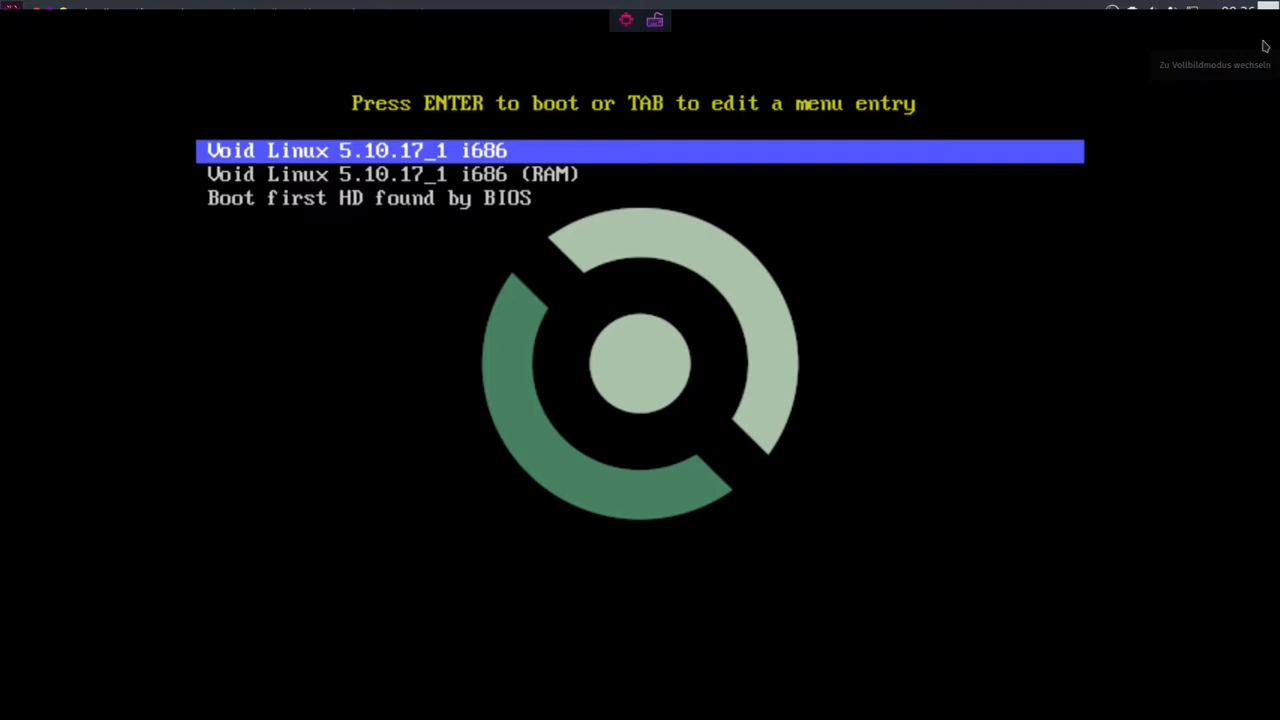 Zu Vollbildmodus wechseln
Press ENTER to boot or TAB to edit a menu entry
Void Linux 5.10.17_1 i686
Void Linux 5.10.17_1 i686 (RAM)
Boot first HD found by BIOS